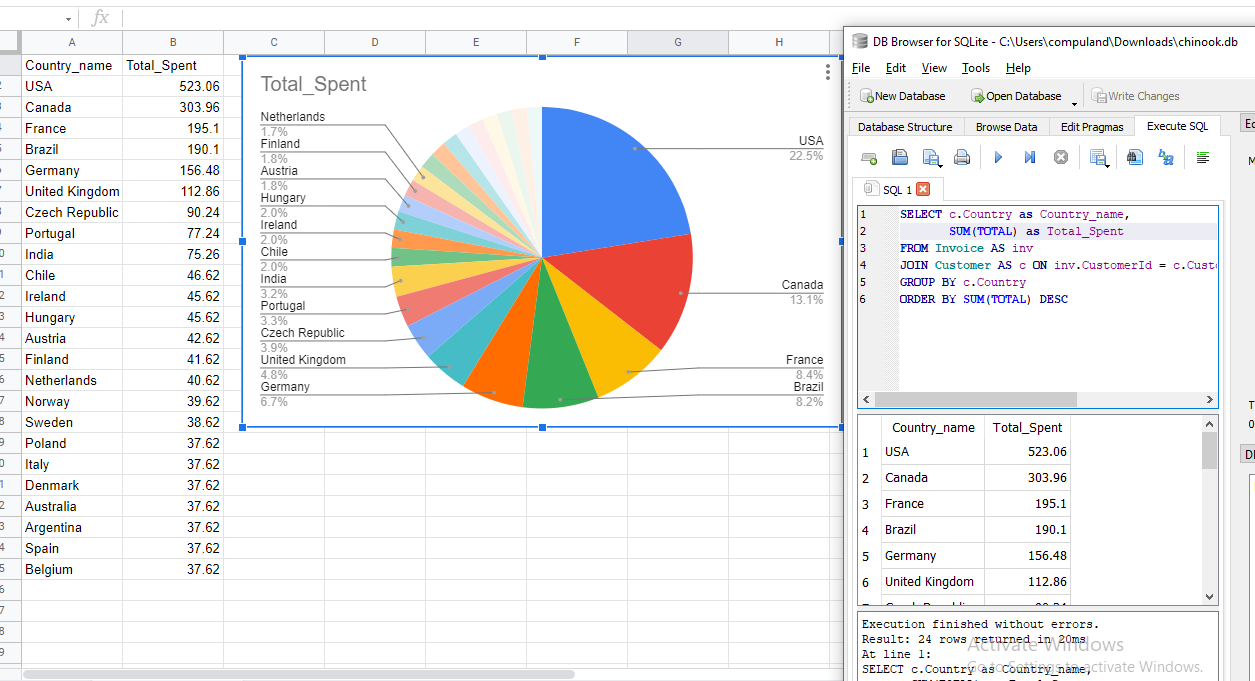 fx
A B C D E F G H
Country_name Total_Spent
USA 523.06
Canada 303.96
France 195.1
Brazil 190.1
Germany 156.48
United Kingdom 112.86
Czech Republic 90.24
Portugal 77.24
India 75.26
Chile 46.62
Ireland 45.62
Hungary 45.62
Austria 42.62
Finland 41.62
Netherlands 40.62
Norway 39.62
Sweden 38.62
Poland 37.62
Italy 37.62
Denmark 37.62
Australia 37.62
Argentina 37.62
Spain 37.62
Belgium 37.62
Total_Spent
Netherlands
1.7%
Finland
1.8%
Austria
1.8%
Hungary
2.0%
Ireland
2.0%
Chile
2.0%
India
3.2%
Portugal
3.3%
Czech Republic
3.9%
United Kingdom
4.8%
Germany
6.7%
USA
22.5%
Canada
13.1%
France
8.4%
Brazil
8.2%
DB Browser for SQLite - C:\Users\compuland\Downloads\chinook.db
File Edit View Tools Help
New Database Open Database Write Changes
Database Structure Browse Data Edit Pragmas Execute SQL
SQL 1
1 SELECT c.Country as Country_name,
2 SUM(TOTAL) as Total_Spent
3 FROM Invoice AS inv
4 JOIN Customer AS c ON inv.CustomerId = c.Custo
5 GROUP BY c.Country
6 ORDER BY SUM(TOTAL) DESC
Country_name Total_Spent
1 USA 523.06
2 Canada 303.96
3 France 195.1
4 Brazil 190.1
5 Germany 156.48
6 United Kingdom 112.86
Execution finished without errors.
Result: 24 rows returned in 20ms
At line 1:
SELECT c.Country as Country_name,
Activate Windows
Go to Settings to activate Windows.